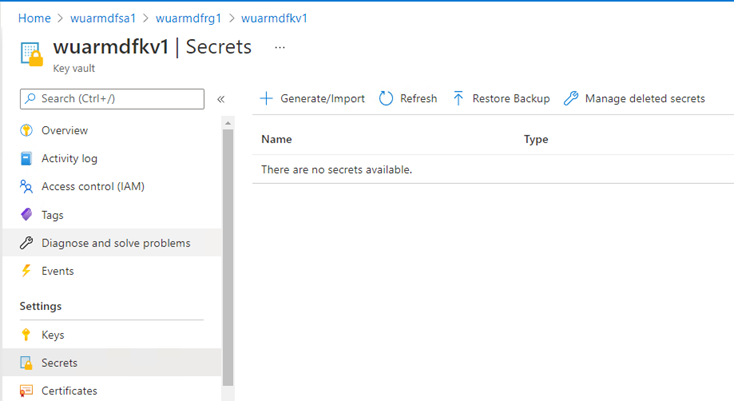 Home > wuarmdfsa1 > wuarmdfrg1 > wuarmdfkv1
wuarmdfkv1 | Secrets ...
Key vault
Search (Ctrl+/) «
Generate/Import Refresh Restore Backup Manage deleted secrets
Overview
Activity log
Access control (IAM)
Tags
Diagnose and solve problems
Events
Settings
Keys
Secrets
Certificates
Name Type
There are no secrets available.